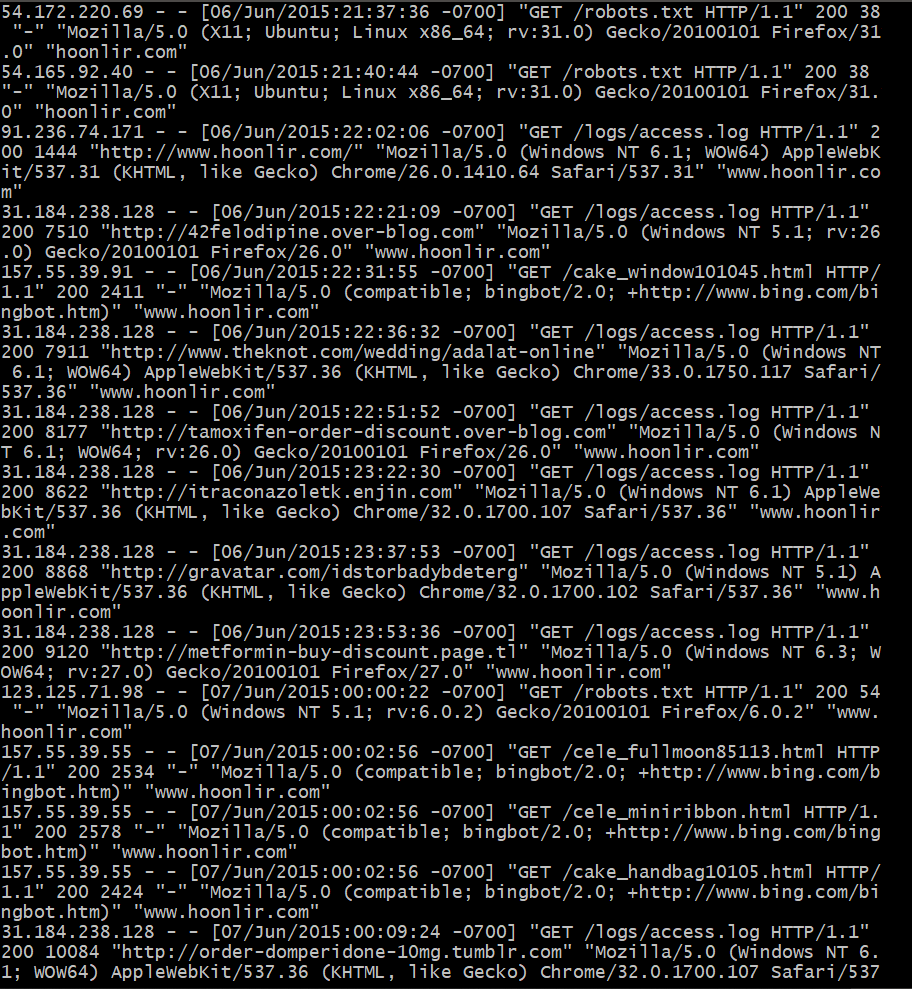 54.172.220.69 - - [06/Jun/2015:21:37:36 -0700] "GET /robots.txt HTTP/1.1" 200 38
 "-" "Mozilla/5.0 (X11; Ubuntu; Linux x86_64; rv:31.0) Gecko/20100101 Firefox/31
.0" "hoonlir.com"
54.165.92.40 - - [06/Jun/2015:21:40:44 -0700] "GET /robots.txt HTTP/1.1" 200 38
"-" "Mozilla/5.0 (X11; Ubuntu; Linux x86_64; rv:31.0) Gecko/20100101 Firefox/31.
0" "hoonlir.com"
91.236.74.171 - - [06/Jun/2015:22:02:06 -0700] "GET /logs/access.log HTTP/1.1" 2
00 1444 "http://www.hoonlir.com/" "Mozilla/5.0 (Windows NT 6.1; WOW64) AppleWebK
it/537.31 (KHTML, like Gecko) Chrome/26.0.1410.64 Safari/537.31" "www.hoonlir.co
m"
31.184.238.128 - - [06/Jun/2015:22:21:09 -0700] "GET /logs/access.log HTTP/1.1"
200 7510 "http://42felodipine.over-blog.com" "Mozilla/5.0 (Windows NT 5.1; rv:26
.0) Gecko/20100101 Firefox/26.0" "www.hoonlir.com"
157.55.39.91 - - [06/Jun/2015:22:31:55 -0700] "GET /cake_window101045.html HTTP/
1.1" 200 2411 "-" "Mozilla/5.0 (compatible; bingbot/2.0; +http://www.bing.com/bi
ngbot.htm)" "www.hoonlir.com"
31.184.238.128 - - [06/Jun/2015:22:36:32 -0700] "GET /logs/access.log HTTP/1.1"
200 7911 "http://www.theknot.com/wedding/adalat-online" "Mozilla/5.0 (Windows NT
 6.1; WOW64) AppleWebKit/537.36 (KHTML, like Gecko) Chrome/33.0.1750.117 Safari/
537.36" "www.hoonlir.com"
31.184.238.128 - - [06/Jun/2015:22:51:52 -0700] "GET /logs/access.log HTTP/1.1"
200 8177 "http://tamoxifen-order-discount.over-blog.com" "Mozilla/5.0 (Windows N
T 6.1; WOW64; rv:26.0) Gecko/20100101 Firefox/26.0" "www.hoonlir.com"
31.184.238.128 - - [06/Jun/2015:23:22:30 -0700] "GET /logs/access.log HTTP/1.1"
200 8622 "http://itraconazoletk.enjin.com" "Mozilla/5.0 (Windows NT 6.1) AppleWe
bKit/537.36 (KHTML, like Gecko) Chrome/32.0.1700.107 Safari/537.36" "www.hoonlir
.com"
31.184.238.128 - - [06/Jun/2015:23:37:53 -0700] "GET /logs/access.log HTTP/1.1"
200 8868 "http://gravatar.com/idstorbadybdeterg" "Mozilla/5.0 (Windows NT 5.1) A
ppleWebKit/537.36 (KHTML, like Gecko) Chrome/32.0.1700.102 Safari/537.36" "www.h
oonlir.com"
31.184.238.128 - - [06/Jun/2015:23:53:36 -0700] "GET /logs/access.log HTTP/1.1"
200 9120 "http://metformin-buy-discount.page.tl" "Mozilla/5.0 (Windows NT 6.3; W
OW64; rv:27.0) Gecko/20100101 Firefox/27.0" "www.hoonlir.com"
123.125.71.98 - - [07/Jun/2015:00:00:22 -0700] "GET /robots.txt HTTP/1.1" 200 54
 "-" "Mozilla/5.0 (Windows NT 5.1; rv:6.0.2) Gecko/20100101 Firefox/6.0.2" "www.
hoonlir.com"
157.55.39.55 - - [07/Jun/2015:00:02:56 -0700] "GET /cele_fullmoon85113.html HTTP
/1.1" 200 2534 "-" "Mozilla/5.0 (compatible; bingbot/2.0; +http://www.bing.com/b
ingbot.htm)" "www.hoonlir.com"
157.55.39.55 - - [07/Jun/2015:00:02:56 -0700] "GET /cele_miniribbon.html HTTP/1.
1" 200 2578 "-" "Mozilla/5.0 (compatible; bingbot/2.0; +http://www.bing.com/bing
bot.htm)" "www.hoonlir.com"
157.55.39.55 - - [07/Jun/2015:00:02:56 -0700] "GET /cake_handbag10105.html HTTP/
1.1" 200 2424 "-" "Mozilla/5.0 (compatible; bingbot/2.0; +http://www.bing.com/bi
ngbot.htm)" "www.hoonlir.com"
31.184.238.128 - - [07/Jun/2015:00:09:24 -0700] "GET /logs/access.log HTTP/1.1"
200 10084 "http://order-domperidone-10mg.tumblr.com" "Mozilla/5.0 (Windows NT 6.
1; WOW64) AppleWebKit/537.36 (KHTML, like Gecko) Chrome/32.0.1700.107 Safari/537